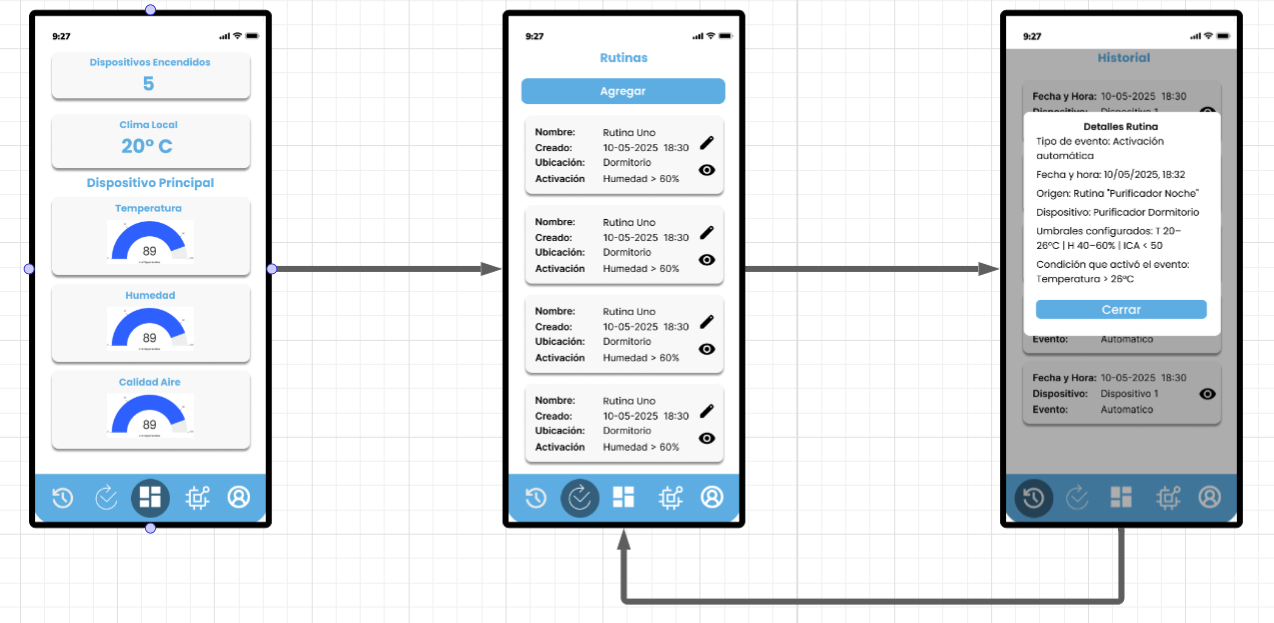 9:27
Dispositivos Encendidos
5
Clima Local
20° C
Dispositivo Principal
Temperatura
89
Humedad
89
Calidad Aire
89
9:27
Rutinas
Agregar
Nombre: Rutina Uno
Creado: 10-05-2025 18:30
Ubicación: Dormitorio
Activación Humedad > 60%
Nombre: Rutina Uno
Creado: 10-05-2025 18:30
Ubicación: Dormitorio
Activación Humedad > 60%
Nombre: Rutina Uno
Creado: 10-05-2025 18:30
Ubicación: Dormitorio
Activación Humedad > 60%
Nombre: Rutina Uno
Creado: 10-05-2025 18:30
Ubicación: Dormitorio
Activación Humedad > 60%
9:27
Historial
Fecha y Hora: 10-05-2025 18:30
Dispositivo: Dispositivo 1
Detalles Rutina
Tipo de evento: Activación
automática
Fecha y hora: 10/05/2025, 18:32
Origen: Rutina "Purificador Noche"
Dispositivo: Purificador Dormitorio
Umbrales configurados: T 20–
26°C | H 40–60% | ICA < 50
Condición que activó el evento:
Temperatura > 26°C
Cerrar
Evento: Automatico
Fecha y Hora: 10-05-2025 18:30
Dispositivo: Dispositivo 1
Evento: Automatico